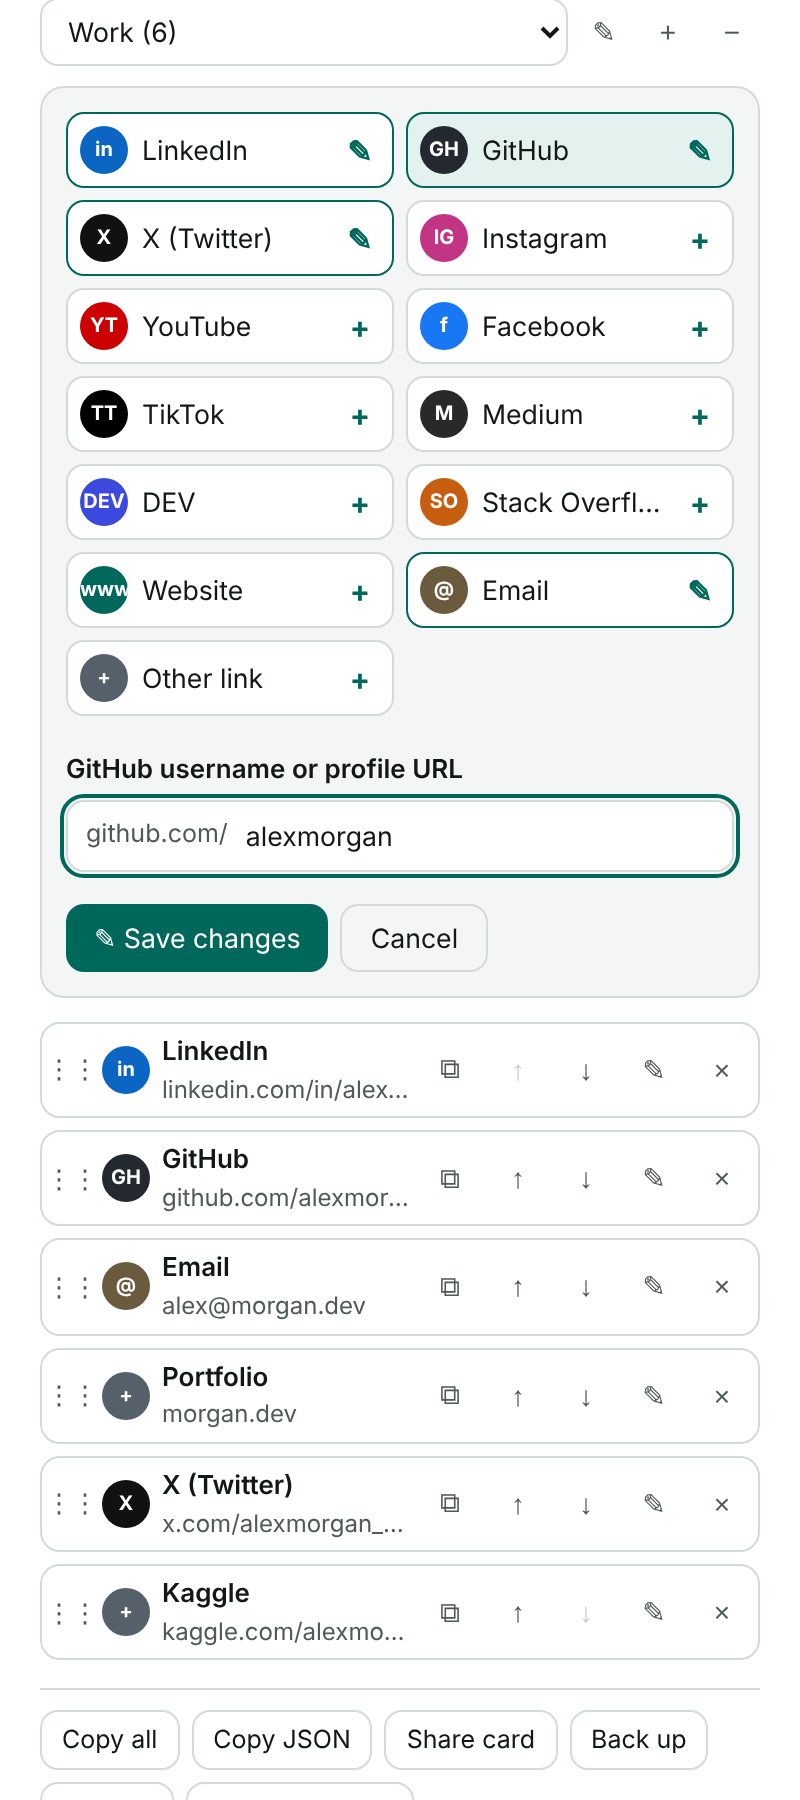 Work (6) ✎ + −
in LinkedIn ✎ GH GitHub ✎
X X (Twitter) ✎ IG Instagram +
YT YouTube + f Facebook +
TT TikTok + M Medium +
DEV DEV + SO Stack Overfl... +
www Website + @ Email ✎
+ Other link +
GitHub username or profile URL
github.com/ alexmorgan
✎ Save changes Cancel
in LinkedIn
linkedin.com/in/alex... ⧉ ↑ ↓ ✎ ×
GH GitHub
github.com/alexmor... ⧉ ↑ ↓ ✎ ×
@ Email
alex@morgan.dev ⧉ ↑ ↓ ✎ ×
+ Portfolio
morgan.dev ⧉ ↑ ↓ ✎ ×
X X (Twitter)
x.com/alexmorgan_... ⧉ ↑ ↓ ✎ ×
+ Kaggle
kaggle.com/alexmo... ⧉ ↑ ↓ ✎ ×
Copy all Copy JSON Share card Back up